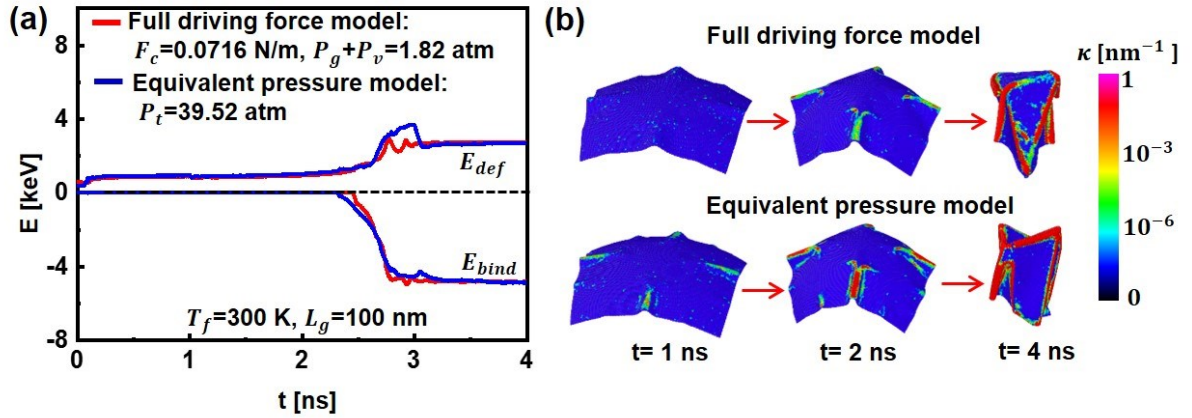 (a)
Full driving force model:
F_c=0.0716 N/m, P_g+P_v=1.82 atm
Equivalent pressure model:
P_t=39.52 atm
E_def
E_bind
T_f=300 K, L_g=100 nm
E [keV]
8
4
0
-4
-8
0
1
2
3
4
t [ns]
(b)
Full driving force model
κ [nm⁻¹]
1
10⁻³
10⁻⁶
0
Equivalent pressure model
t= 1 ns
t= 2 ns
t= 4 ns